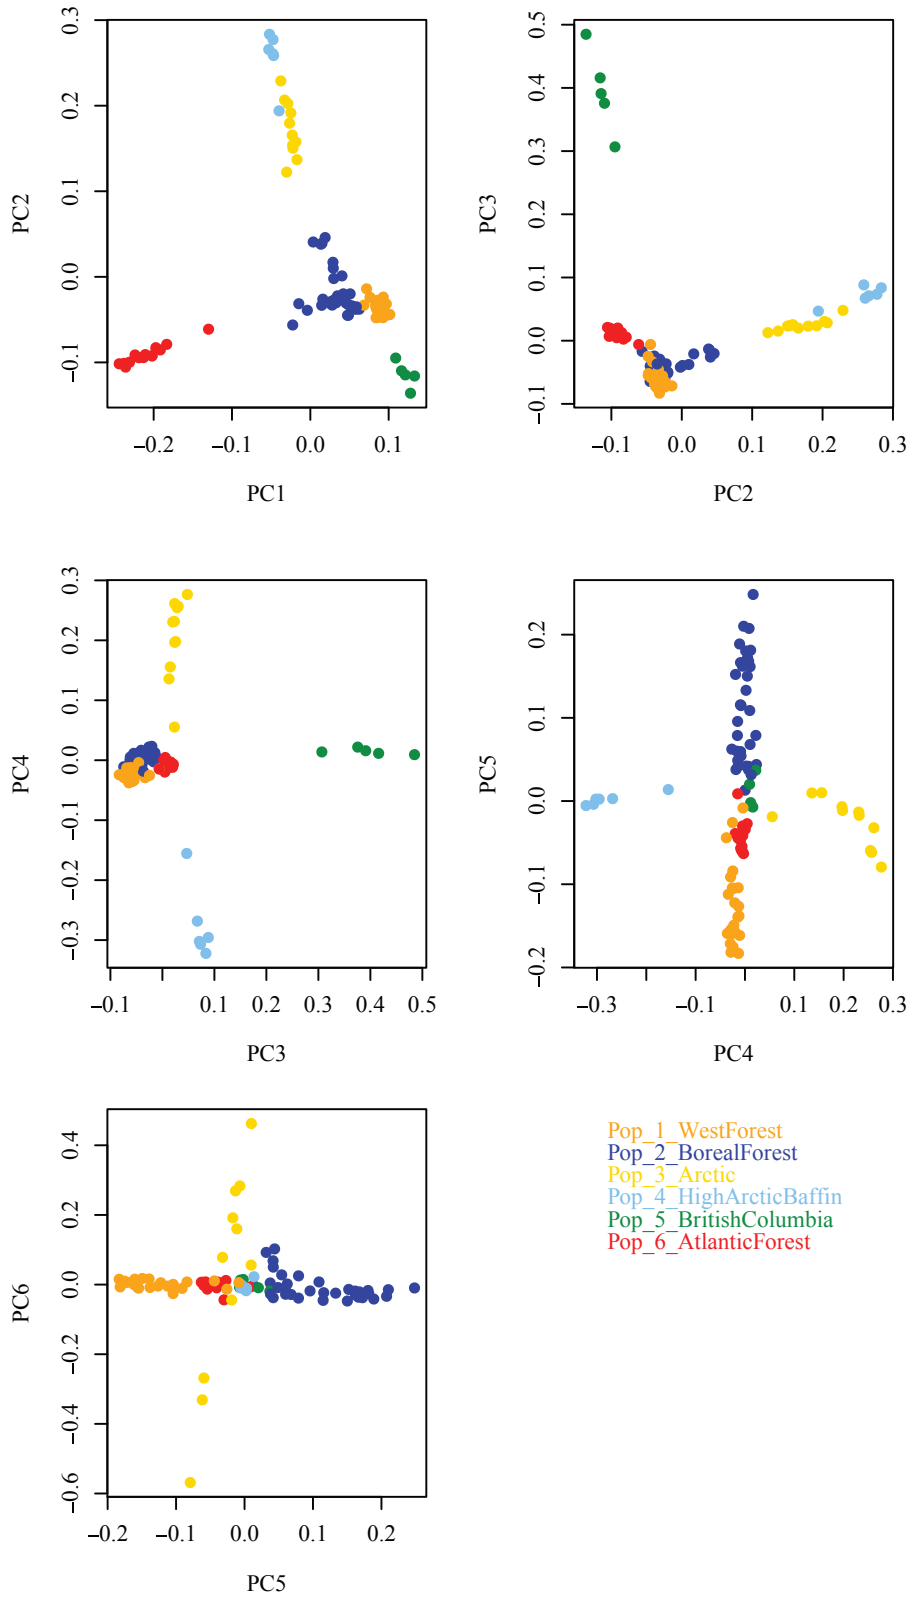 PC2
0.3
0.2
0.1
0.0
−0.1
−0.2 −0.1 0.0 0.1
PC1
PC3
0.5
0.4
0.3
0.2
0.1
0.0
−0.1
−0.1 0.0 0.1 0.2 0.3
PC2
PC4
0.3
0.2
0.1
0.0
−0.1
−0.2
−0.3
−0.1 0.0 0.1 0.2 0.3 0.4 0.5
PC3
PC5
0.2
0.1
0.0
−0.1
−0.2
−0.3 −0.1 0.1 0.2 0.3
PC4
PC6
0.4
0.2
0.0
−0.2
−0.4
−0.6
−0.2 −0.1 0.0 0.1 0.2
PC5
Pop_1_WestForest
Pop_2_BorealForest
Pop_3_Arctic
Pop_4_HighArcticBaffin
Pop_5_BritishColumbia
Pop_6_AtlanticForest